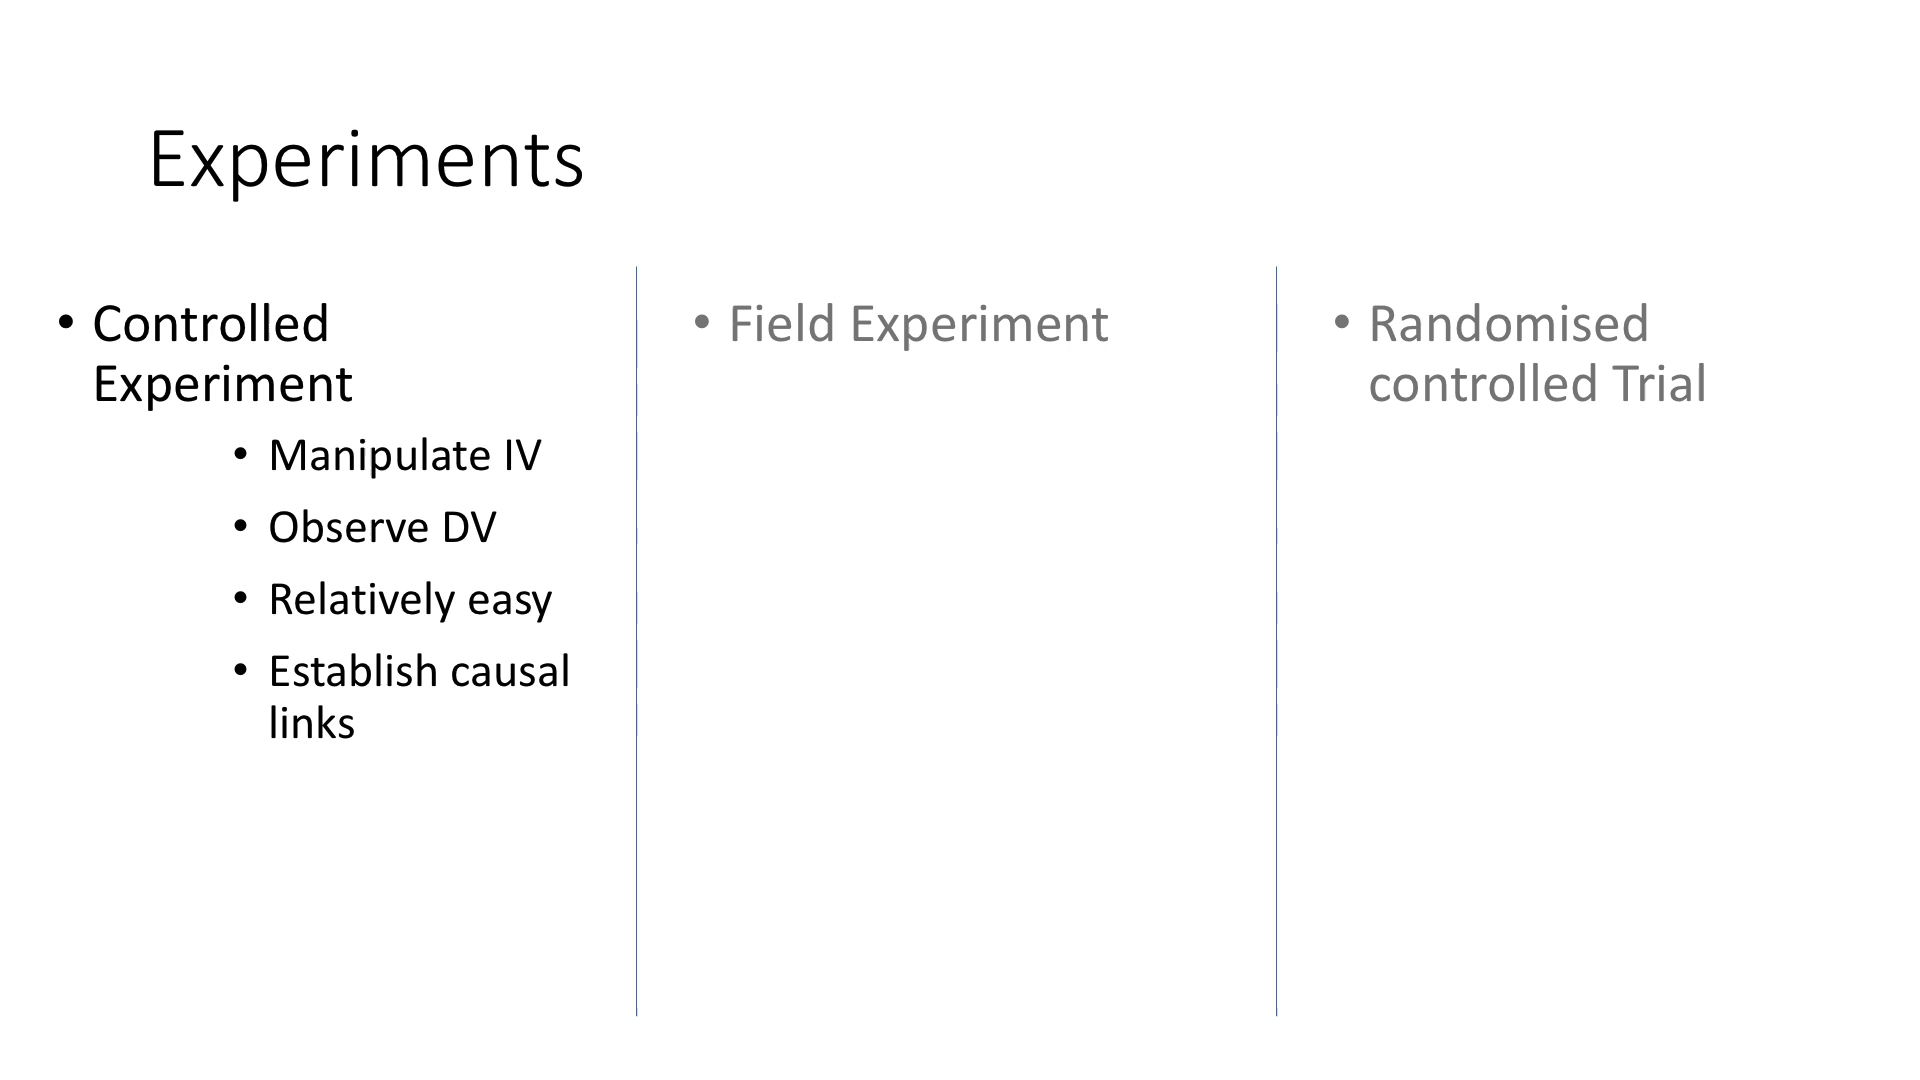 Experiments
• Controlled
Experiment
• Manipulate IV
• Observe DV
• Relatively easy
• Establish causal
links
• Field Experiment
• Randomised
controlled Trial